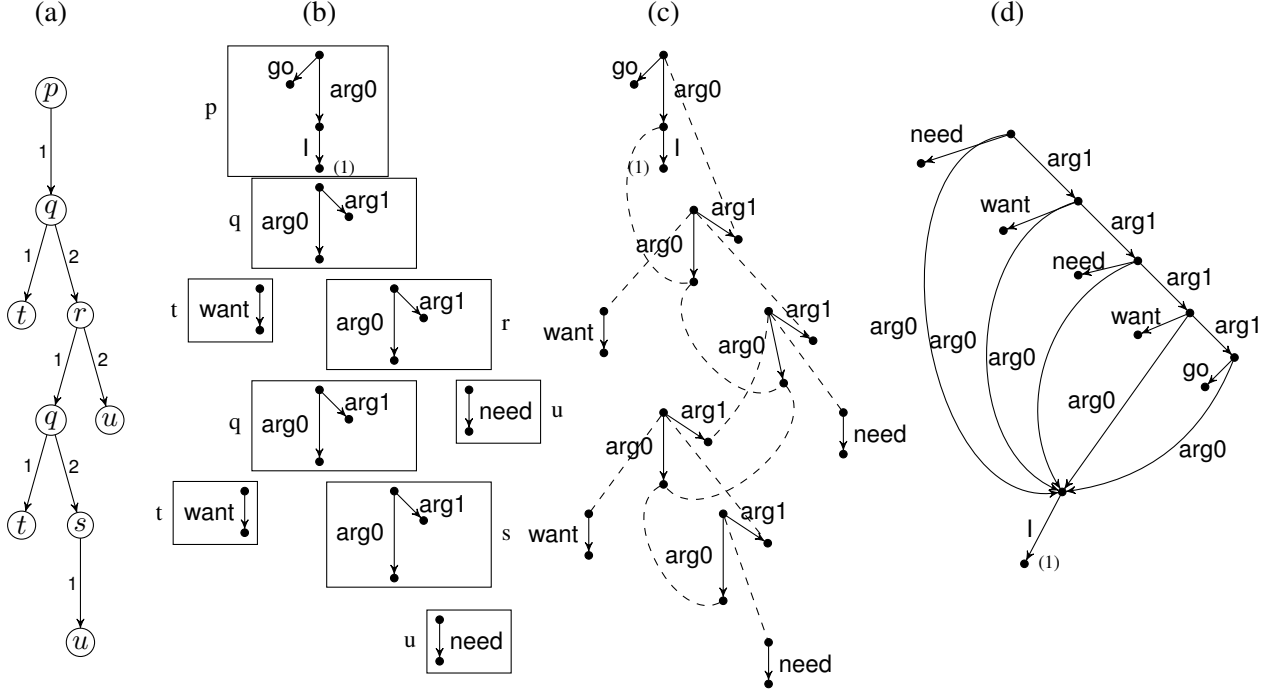 (a) (b) (c) (d)
p
1
q
1 2
t r
1 2
q u
1 2
t s
1
u
go
arg0
p
I
(1)
arg1
q arg0
t want
arg1
arg0 r
arg1
q arg0
need u
t want
arg1
arg0 s
u need
go
arg0
I
(1)
arg1
arg0
want
arg1
arg0
arg1
need
arg0
want
arg1
arg0
need
need
arg1
want
arg1
need
arg1
want
arg1
go
arg0
arg0
arg0
arg0
arg0
I
(1)